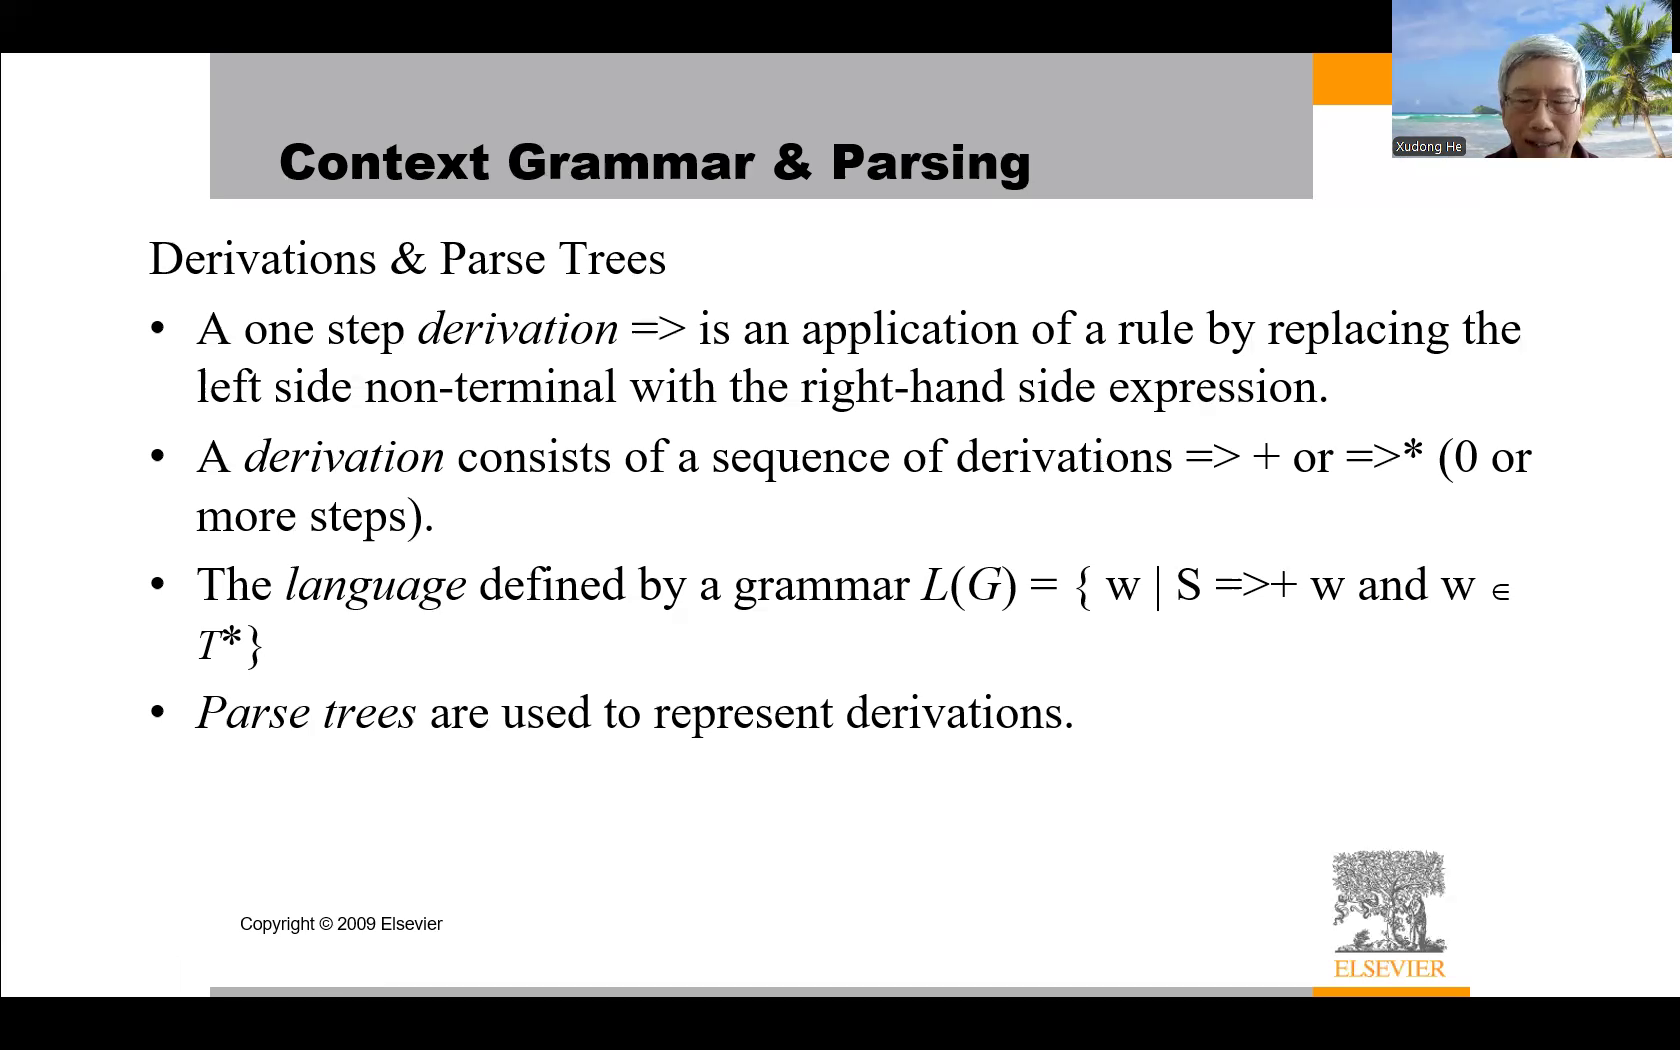 Xudong He
Context Grammar & Parsing
Derivations & Parse Trees
• A one step derivation => is an application of a rule by replacing the
left side non-terminal with the right-hand side expression.
• A derivation consists of a sequence of derivations => + or =>* (0 or
more steps).
• The language defined by a grammar L(G) = { w | S =>+ w and w ∈
T*}
• Parse trees are used to represent derivations.
Copyright © 2009 Elsevier
ELSEVIER